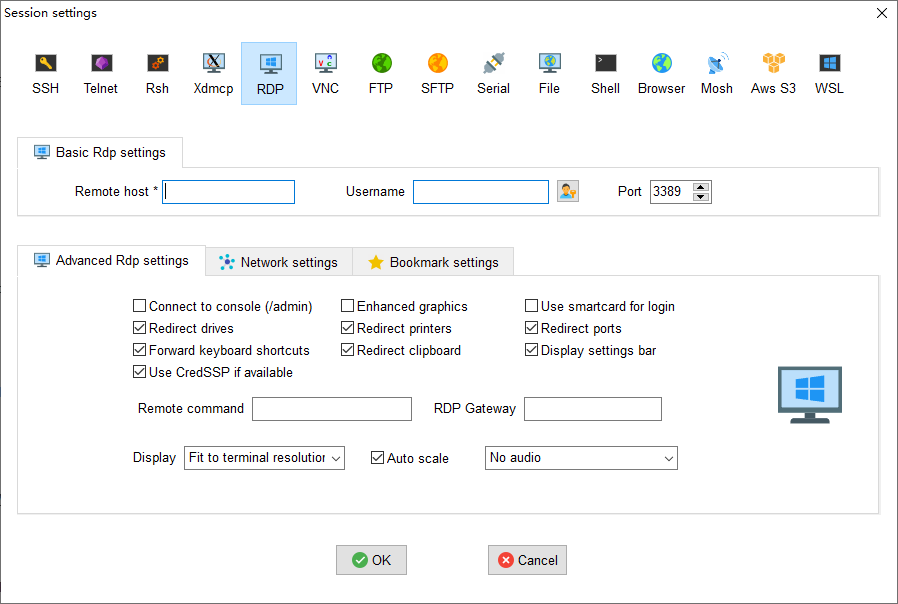 Session settings
SSH Telnet Rsh Xdmcp RDP VNC FTP SFTP Serial File Shell Browser Mosh Aws S3 WSL
Basic Rdp settings
Remote host * Username Port 3389
Advanced Rdp settings Network settings Bookmark settings
Connect to console (/admin) Enhanced graphics Use smartcard for login
Redirect drives Redirect printers Redirect ports
Forward keyboard shortcuts Redirect clipboard Display settings bar
Use CredSSP if available
Remote command RDP Gateway
Display Fit to terminal resolution Auto scale No audio
OK Cancel